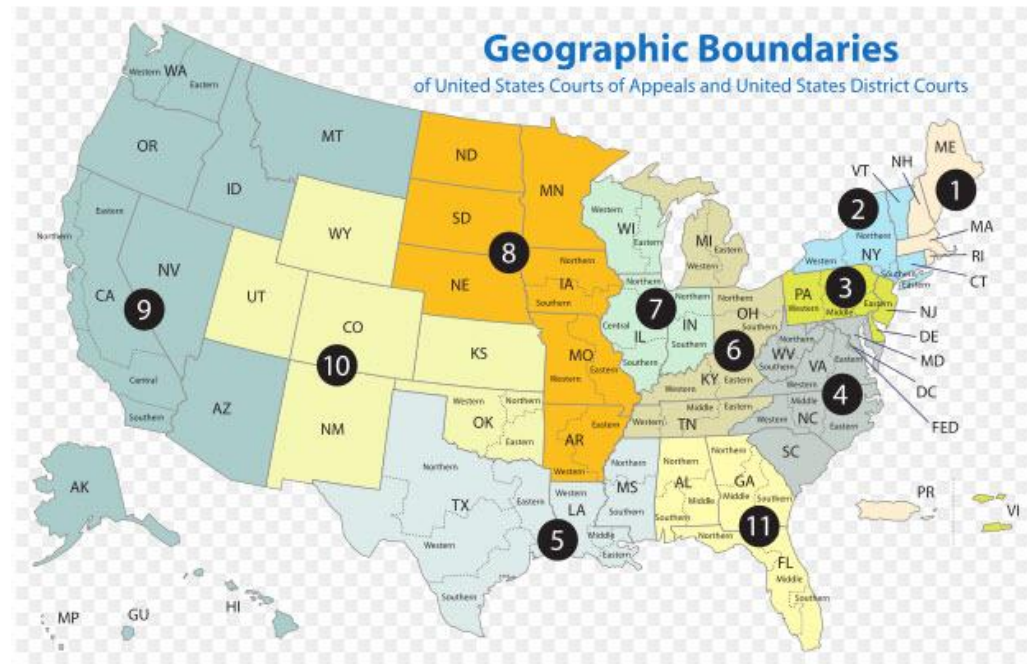 Geographic Boundaries
of United States Courts of Appeals and United States District Courts
Western
WA
Eastern
OR
ID
MT
ND
MN
SD
NE
8
WY
UT
CO
10
KS
NM
NV
Eastern
Northern
CA
9
Central
Southern
AZ
Western
WI
Eastern
Northern
IA
Southern
MI
Eastern
Western
Northern
7
Central
IL
Southern
Northern
IN
Southern
Northern
OH
Southern
6
Western
KY
Eastern
Western
Middle
TN
Eastern
MO
Eastern
Western
Eastern
AR
Western
Western
Northern
OK
Eastern
Northern
TX
Eastern
Western
Southern
Western
LA
5
Middle
Eastern
Northern
MS
Southern
Northern
AL
Middle
Southern
Northern
GA
Middle
Southern
11
Northern
FL
Middle
Southern
ME
NH
VT
1
2
MA
RI
CT
Northern
Western
NY
Southern
Eastern
3
PA
Western
Middle
Eastern
NJ
DE
MD
DC
FED
Northern
WV
Southern
VA
Eastern
Western
4
Middle
Western
NC
Eastern
SC
PR
VI
AK
HI
MP
GU